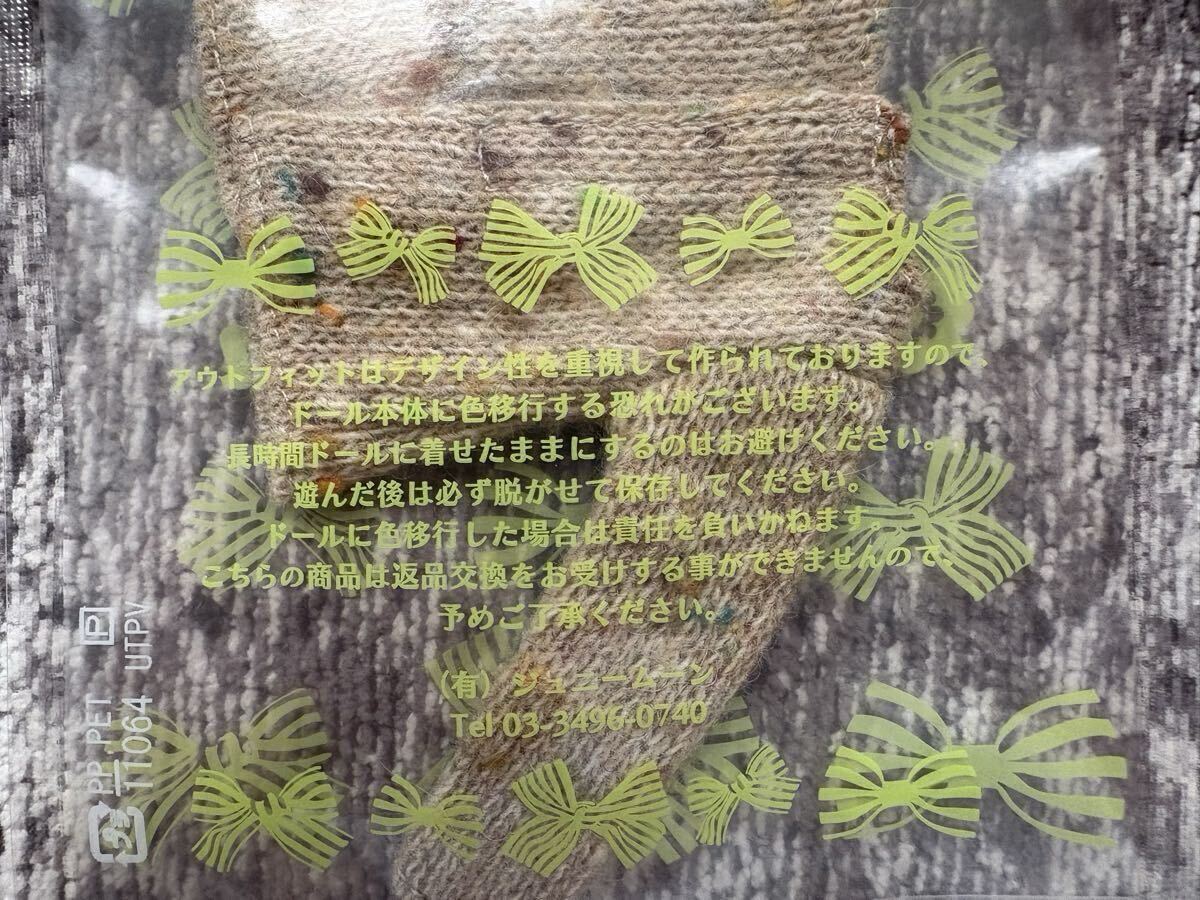 アウトフィットはデザイン性を重視して作られておりますので、
ドール本体に色移行する恐れがございます。
長時間ドールに着せたままにするのはお避けください。
遊んだ後は必ず脱がせて保存してください。
ドールに色移行した場合は責任を負いかねます。
こちらの商品は返品交換をお受けする事ができませんので、
予めご了承ください。
(有) ジュニームーン
Tel 03-3496-0740
プラ PP, PET P
111064 UTPV